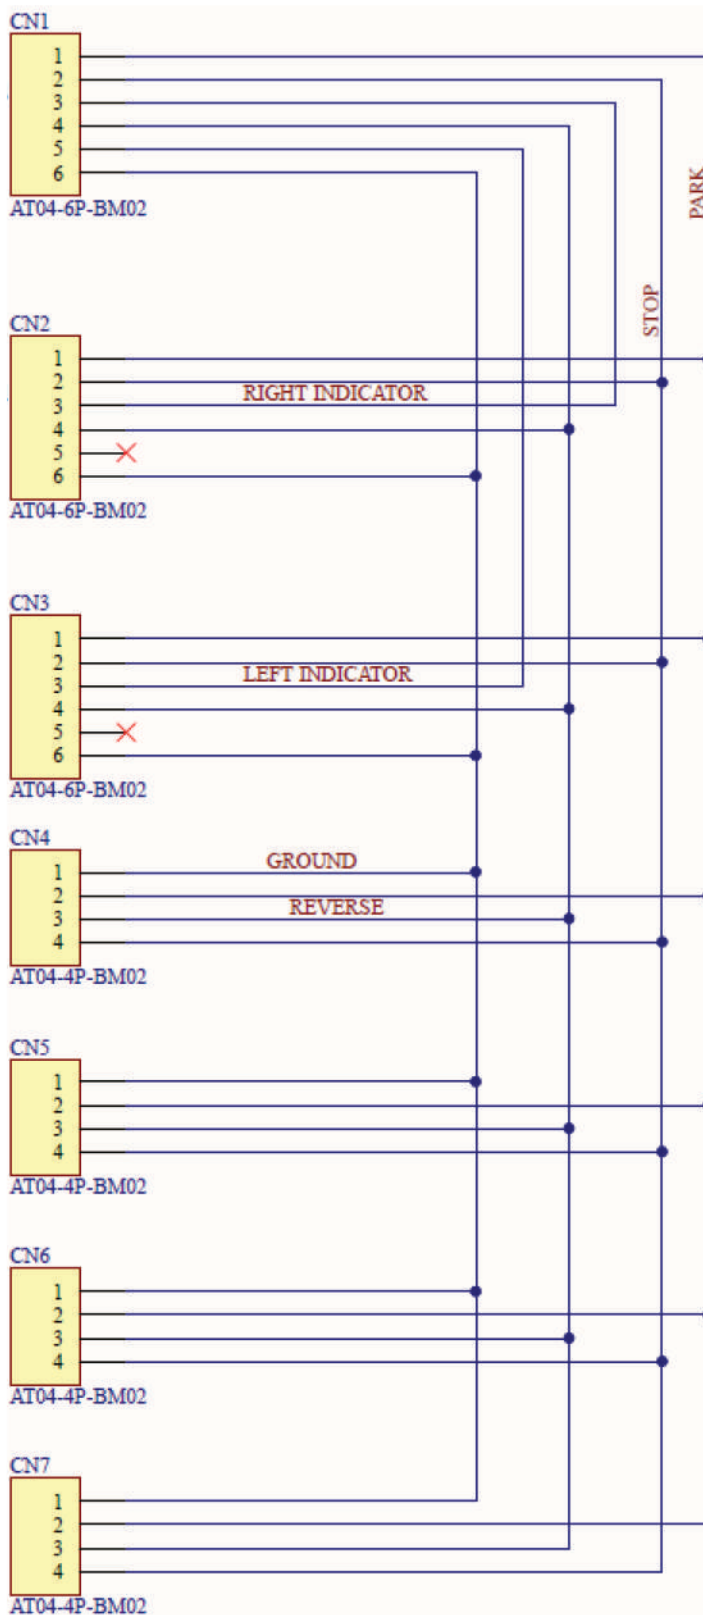 CN1
1
2
3
4
5
6
AT04-6P-BM02
PARK
STOP
CN2
1
2
RIGHT INDICATOR
3
4
5
6
AT04-6P-BM02
CN3
1
2
LEFT INDICATOR
3
4
5
6
AT04-6P-BM02
CN4
GROUND
1
2
REVERSE
3
4
AT04-4P-BM02
CN5
1
2
3
4
AT04-4P-BM02
CN6
1
2
3
4
AT04-4P-BM02
CN7
1
2
3
4
AT04-4P-BM02